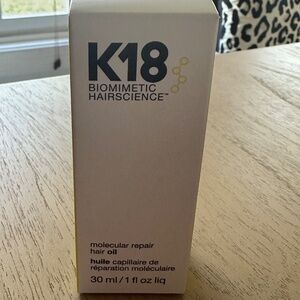 K18
BIOMIMETIC
HAIRSCIENCE™
molecular repair
hair oil
huile capillaire de
réparation moléculaire
30 ml / 1 fl oz liq